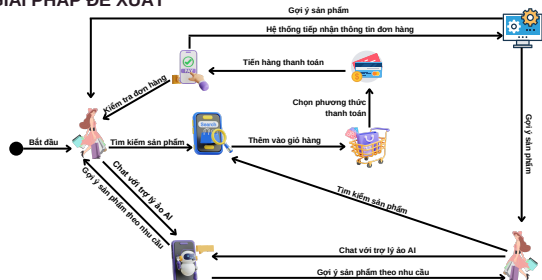 GIẢI PHÁP ĐỀ XUẤT
Gợi ý sản phẩm
Hệ thống tiếp nhận thông tin đơn hàng
Tiến hành thanh toán
Kiểm tra đơn hàng
Chọn phương thức
thanh toán
Bắt đầu
Tìm kiếm sản phẩm
Thêm vào giỏ hàng
Gợi ý sản phẩm
Chat với trợ lý ảo AI
Gợi ý sản phẩm theo nhu cầu
Tìm kiếm sản phẩm
Chat với trợ lý ảo AI
Gợi ý sản phẩm theo nhu cầu